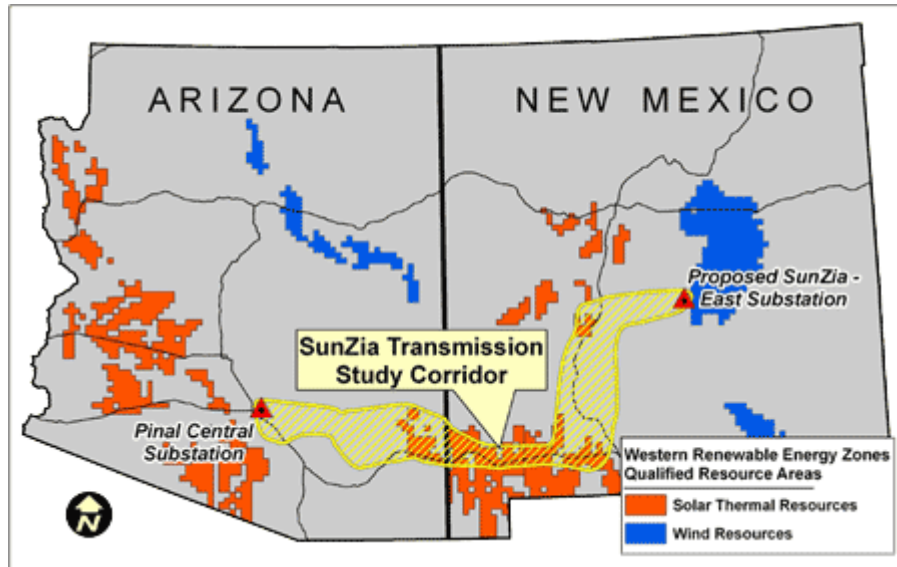 ARIZONA
NEW MEXICO
Proposed SunZia -
East Substation
SunZia Transmission
Study Corridor
Pinal Central
Substation
Western Renewable Energy Zones
Qualified Resource Areas
Solar Thermal Resources
Wind Resources
N